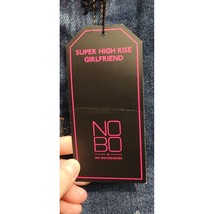 SUPER HIGH RISE
GIRLFRIEND
NO
BO
NO BOUNDARIES